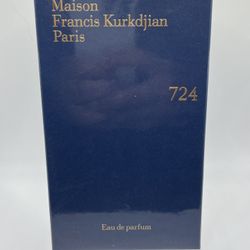 Maison
Francis Kurkdjian
Paris
724
Eau de parfum